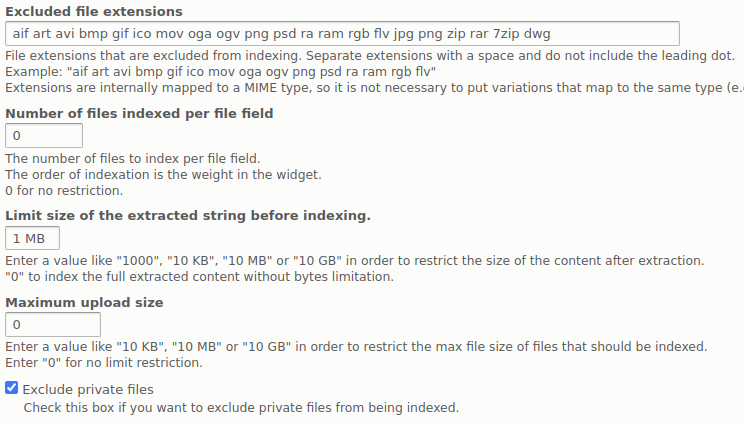 Excluded file extensions
aif art avi bmp gif ico mov oga ogv png psd ra ram rgb flv jpg png zip rar 7zip dwg
File extensions that are excluded from indexing. Separate extensions with a space and do not include the leading dot.
Example: "aif art avi bmp gif ico mov oga ogv png psd ra ram rgb flv"
Extensions are internally mapped to a MIME type, so it is not necessary to put variations that map to the same type (e.
Number of files indexed per file field
0
The number of files to index per file field.
The order of indexation is the weight in the widget.
0 for no restriction.
Limit size of the extracted string before indexing.
1 MB
Enter a value like "1000", "10 KB", "10 MB" or "10 GB" in order to restrict the size of the content after extraction.
"0" to index the full extracted content without bytes limitation.
Maximum upload size
0
Enter a value like "10 KB", "10 MB" or "10 GB" in order to restrict the max file size of files that should be indexed.
Enter "0" for no limit restriction.
Exclude private files
Check this box if you want to exclude private files from being indexed.